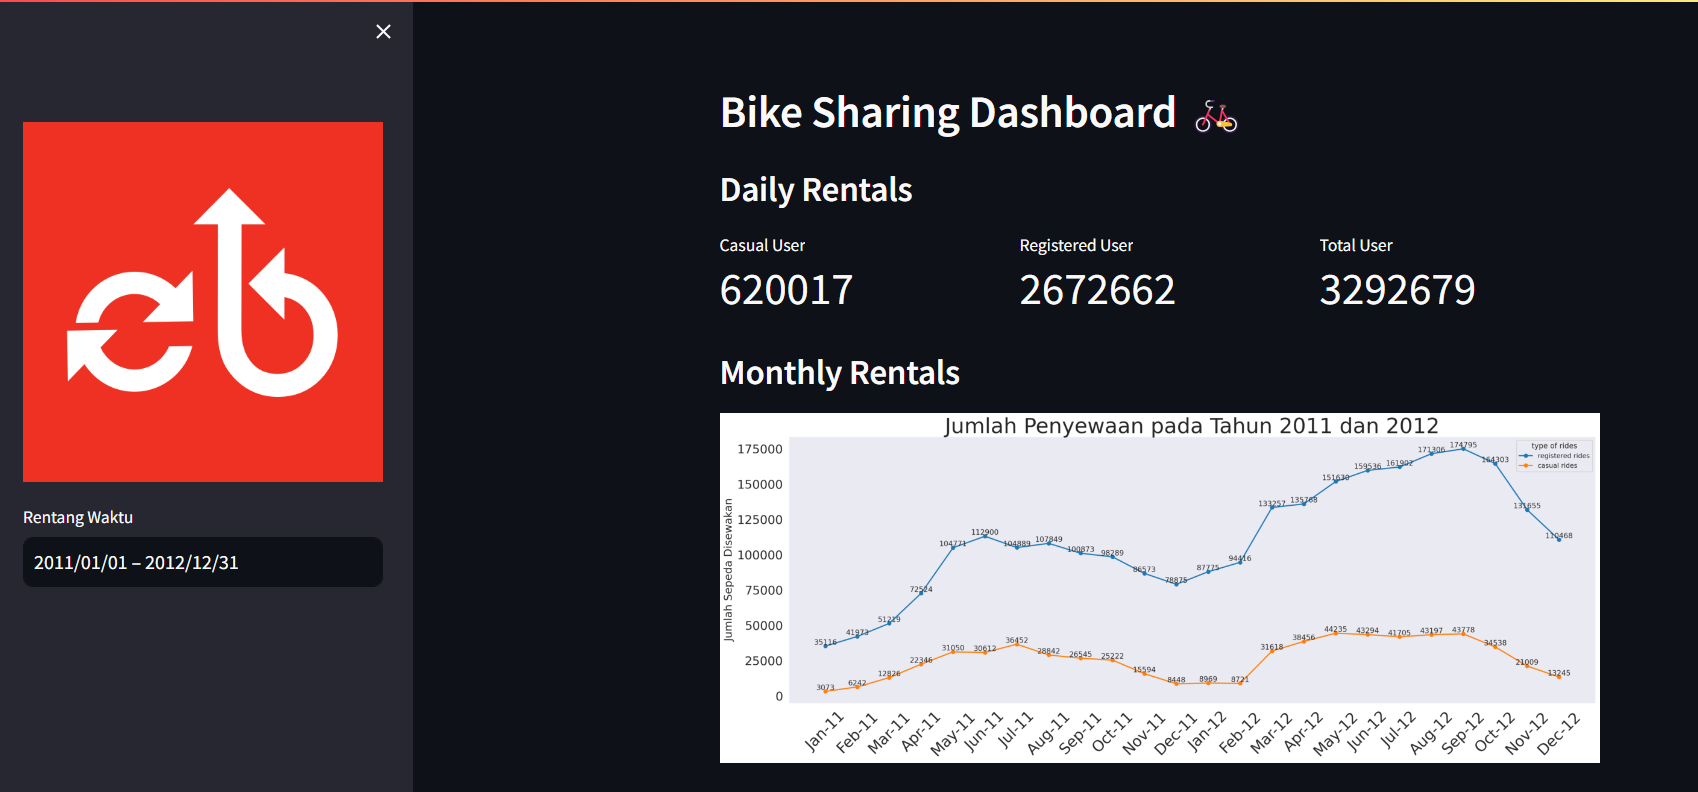 Bike Sharing Dashboard
Daily Rentals
Casual User
Registered User
Total User
620017
2672662
3292679
Monthly Rentals
Rentang Waktu
2011/01/01 – 2012/12/31
Jumlah Penyewaan pada Tahun 2011 dan 2012
type of rides
registered rides
casual rides
Jumlah Sepeda Disewakan
175000
150000
125000
100000
75000
50000
25000
0
35116 41973 51219 72524 104771 112900 104889 107849 100873 98289 86573 78875 87775 94416 133257 135768 151630 159536 161902 171306 174795 164303 131655 110468
3073 6242 12826 22346 31050 30612 36452 28842 26545 25222 15594 8448 8969 8721 31618 38456 44235 43294 41705 43197 43778 34538 21009 13245
Jan-11 Feb-11 Mar-11 Apr-11 May-11 Jun-11 Jul-11 Aug-11 Sep-11 Oct-11 Nov-11 Dec-11 Jan-12 Feb-12 Mar-12 Apr-12 May-12 Jun-12 Jul-12 Aug-12 Sep-12 Oct-12 Nov-12 Dec-12